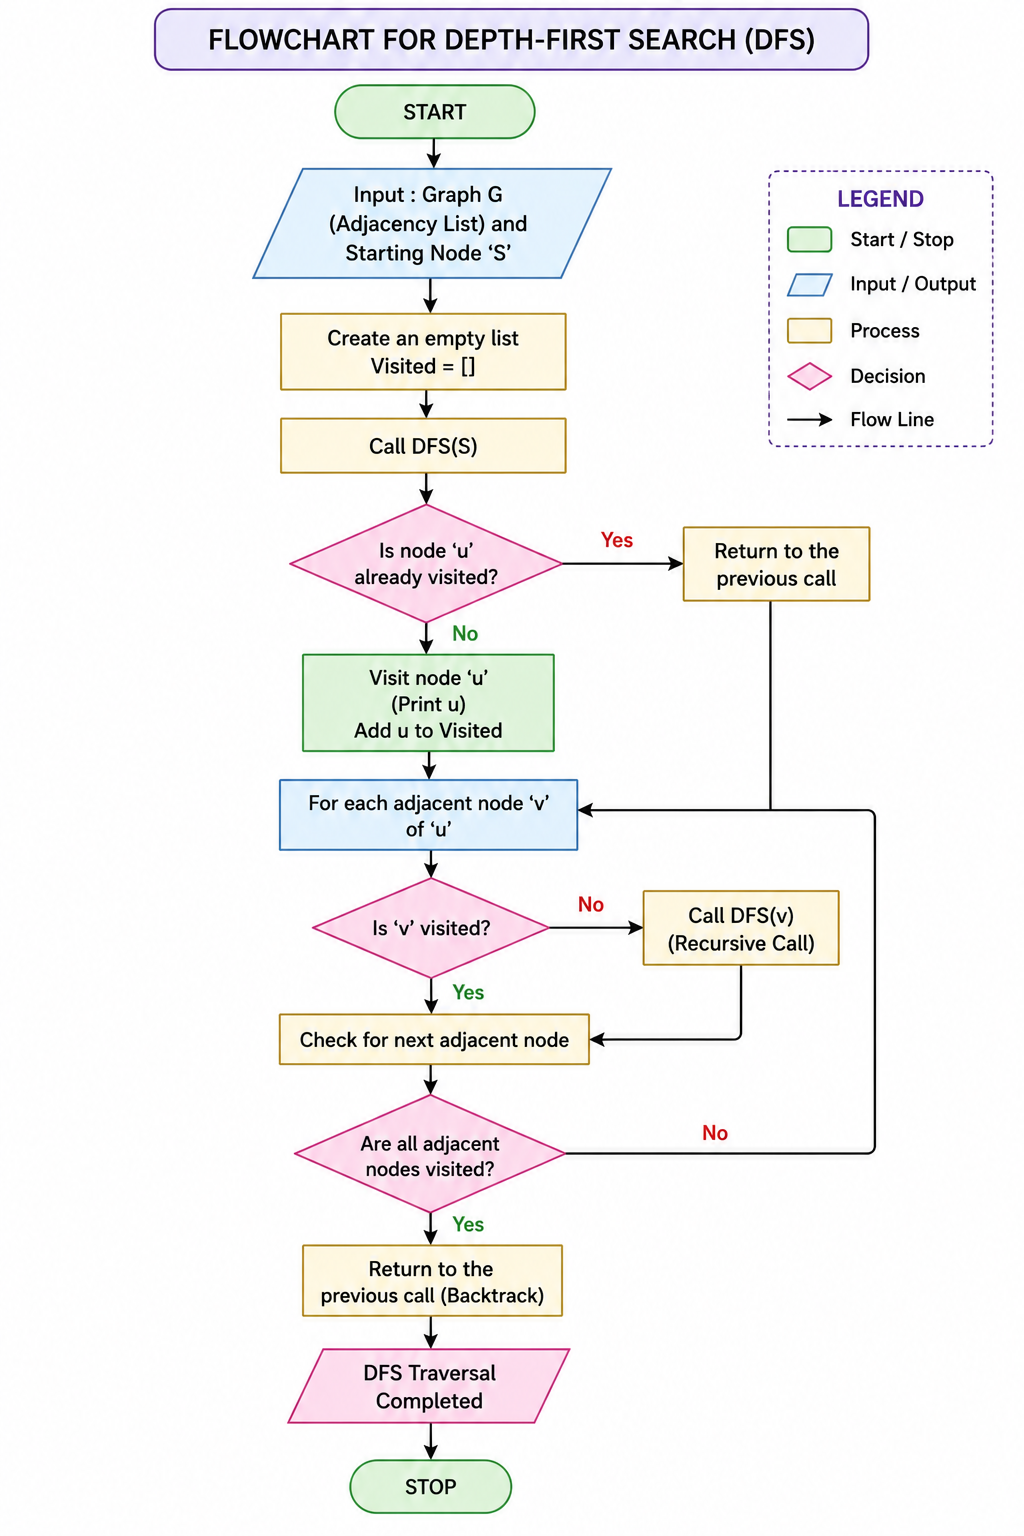 FLOWCHART FOR DEPTH-FIRST SEARCH (DFS)
START
Input : Graph G
(Adjacency List) and
Starting Node ‘S’
LEGEND
Start / Stop
Input / Output
Process
Decision
Flow Line
Create an empty list
Visited = []
Call DFS(S)
Is node ‘u’
already visited?
Yes
Return to the
previous call
No
Visit node ‘u’
(Print u)
Add u to Visited
For each adjacent node ‘v’
of ‘u’
Is ‘v’ visited?
No
Call DFS(v)
(Recursive Call)
Yes
Check for next adjacent node
Are all adjacent
nodes visited?
No
Yes
Return to the
previous call (Backtrack)
DFS Traversal
Completed
STOP